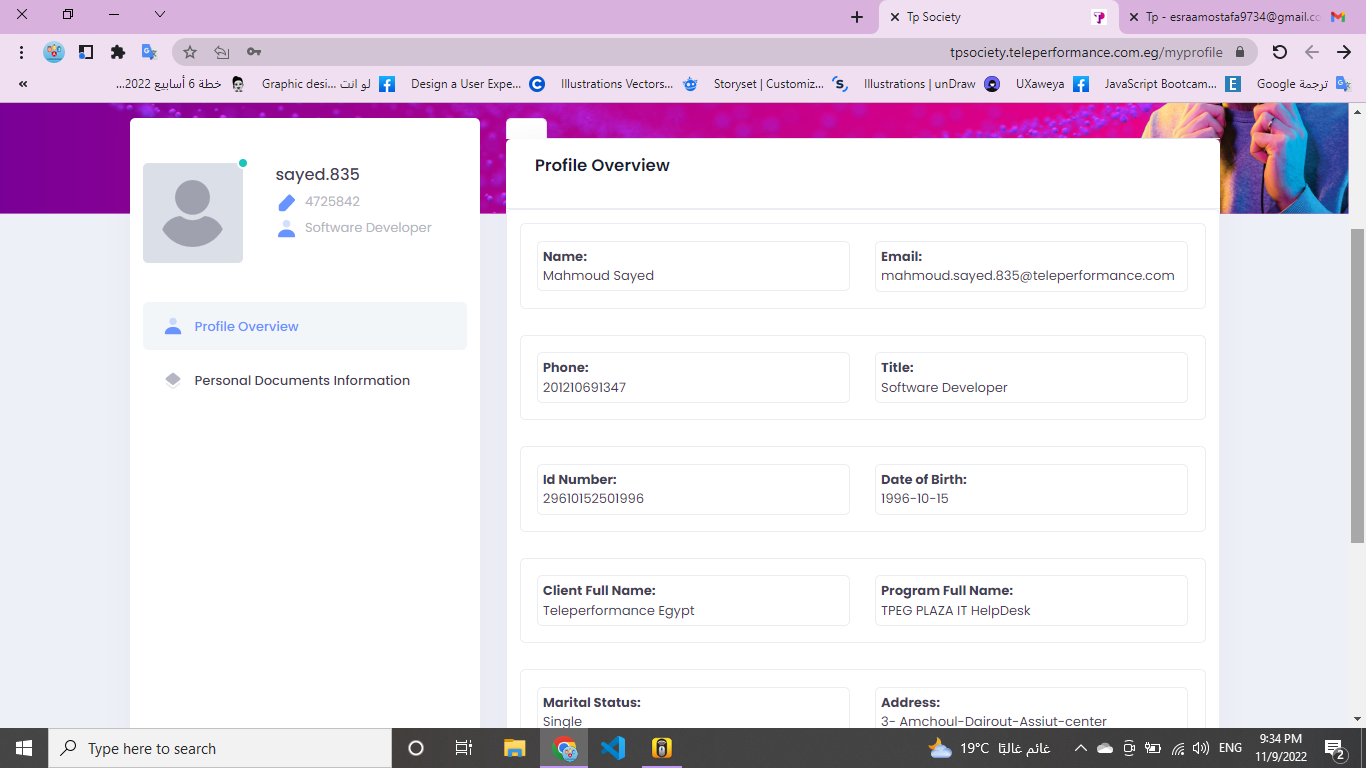 Tp Society
Tp - esraamostafa9734@gmail.co
tpsociety.teleperformance.com.eg/myprofile
«
خطة 6 أسابيع 2022...
Graphic desi... لو انت
Design a User Expe...
Illustrations Vectors...
Storyset | Customiz...
Illustrations | unDraw
UXaweya
JavaScript Bootcam...
ترجمة Google
sayed.835
4725842
Software Developer
Profile Overview
Personal Documents Information
Profile Overview
Name:
Mahmoud Sayed
Email:
mahmoud.sayed.835@teleperformance.com
Phone:
201210691347
Title:
Software Developer
Id Number:
29610152501996
Date of Birth:
1996-10-15
Client Full Name:
Teleperformance Egypt
Program Full Name:
TPEG PLAZA IT HelpDesk
Marital Status:
Single
Address:
3- Amchoul-Dairout-Assiut-center
Type here to search
19°C غائم غالبًا
ENG
9:34 PM
11/9/2022
2